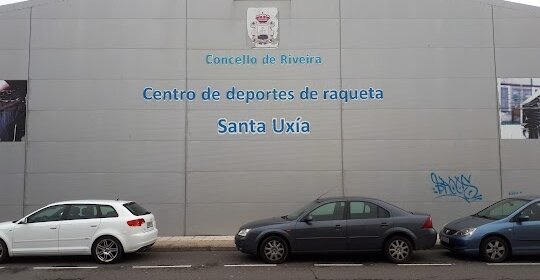 Concello de Riveira
Centro de deportes de raqueta
Santa Uxía